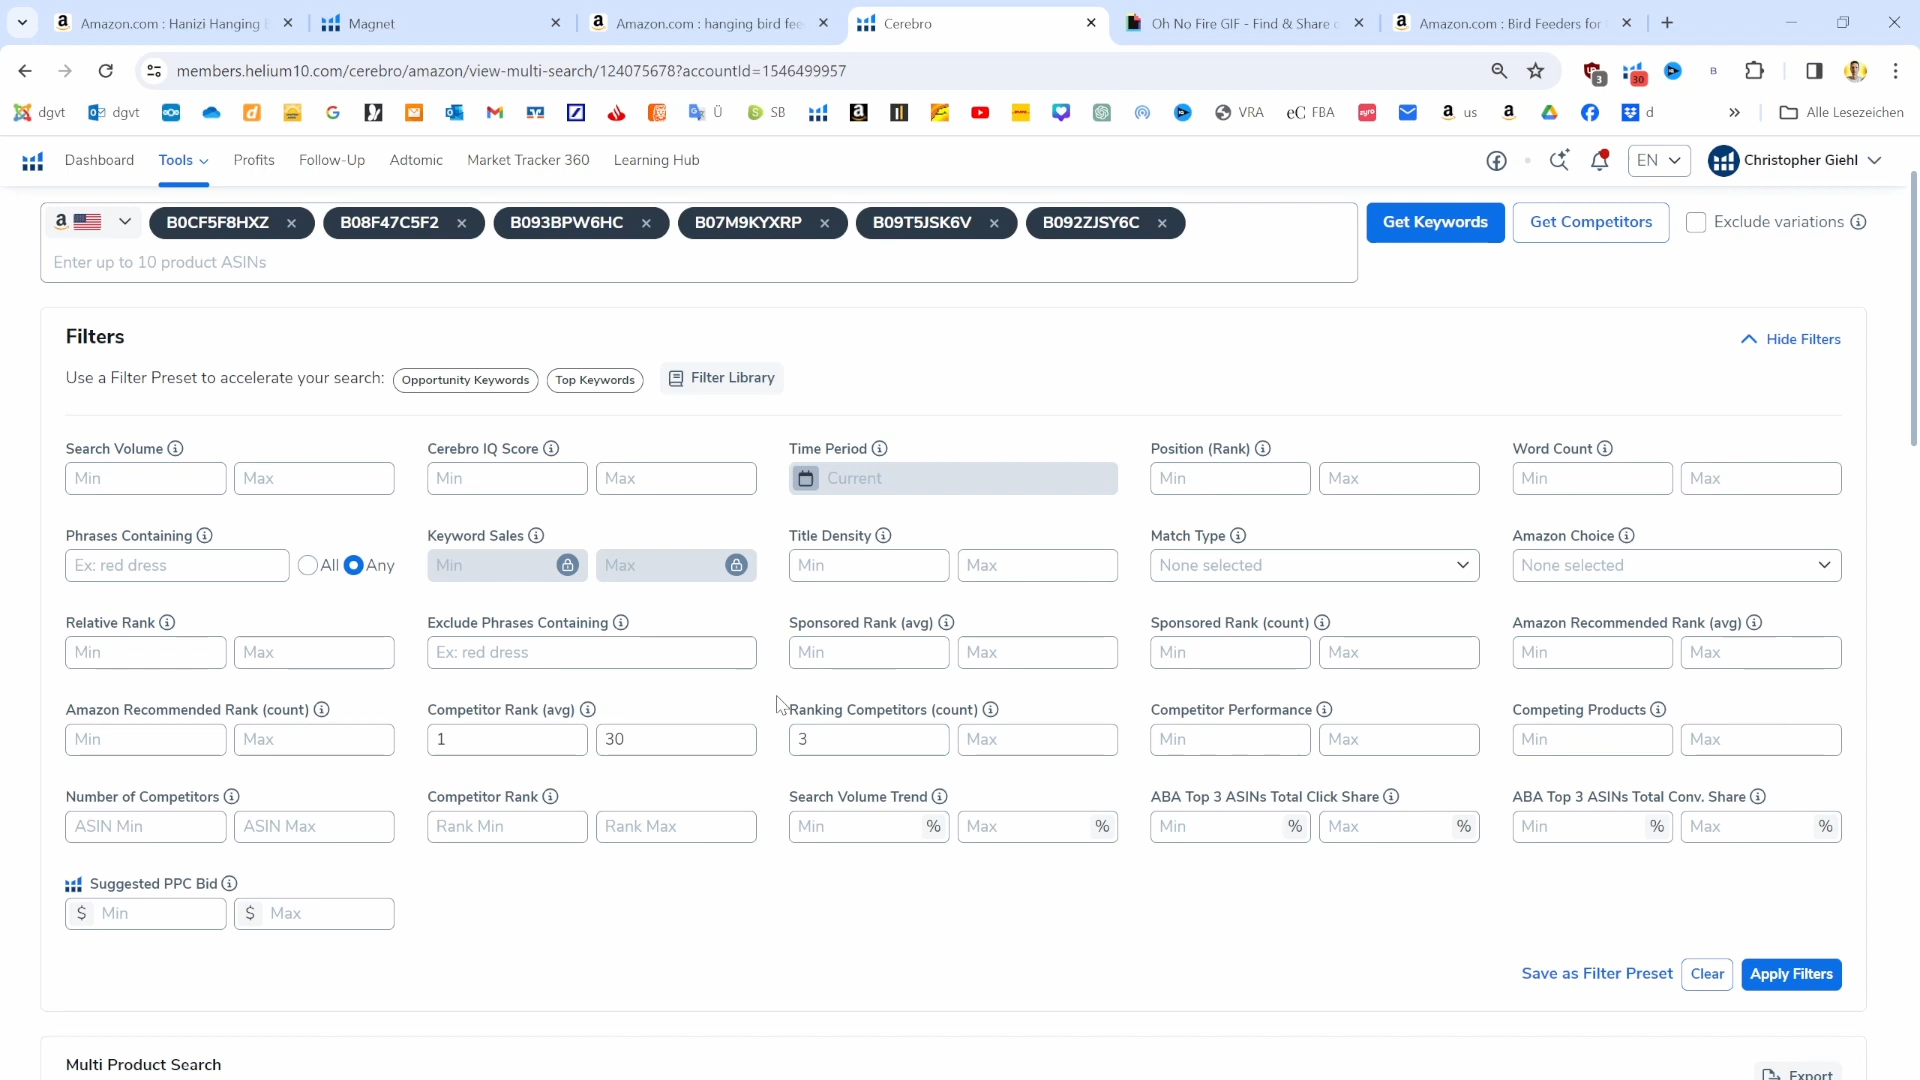 Amazon.com : Hanizi Hanging
Magnet
Amazon.com : hanging bird fee
Cerebro
Oh No Fire GIF - Find & Share
Amazon.com : Bird Feeders for
members.helium10.com/cerebro/amazon/view-multi-search/124075678?accountId=1546499957
3
30
B
dgvt
dgvt
Ü
SB
VRA
eC FBA
us
d
Alle Lesezeichen
Dashboard
Tools
Profits
Follow-Up
Adtomic
Market Tracker 360
Learning Hub
EN
Christopher Giehl
B0CF5F8HXZ
B08F47C5F2
B093BPW6HC
B07M9KYXRP
B09T5JSK6V
B092ZJSY6C
Get Keywords
Get Competitors
Exclude variations
Enter up to 10 product ASINs
Filters
Hide Filters
Use a Filter Preset to accelerate your search:
Opportunity Keywords
Top Keywords
Filter Library
Search Volume
Cerebro IQ Score
Time Period
Position (Rank)
Word Count
Min
Max
Min
Max
Current
Min
Max
Min
Max
Phrases Containing
Keyword Sales
Title Density
Match Type
Amazon Choice
Ex: red dress
All
Any
Min
Max
Min
Max
None selected
None selected
Relative Rank
Exclude Phrases Containing
Sponsored Rank (avg)
Sponsored Rank (count)
Amazon Recommended Rank (avg)
Min
Max
Ex: red dress
Min
Max
Min
Max
Min
Max
Amazon Recommended Rank (count)
Competitor Rank (avg)
Ranking Competitors (count)
Competitor Performance
Competing Products
Min
Max
1
30
3
Max
Min
Max
Min
Max
Number of Competitors
Competitor Rank
Search Volume Trend
ABA Top 3 ASINs Total Click Share
ABA Top 3 ASINs Total Conv. Share
ASIN Min
ASIN Max
Rank Min
Rank Max
Min %
Max %
Min %
Max %
Min %
Max %
Suggested PPC Bid
$ Min
$ Max
Save as Filter Preset
Clear
Apply Filters
Multi Product Search
Export